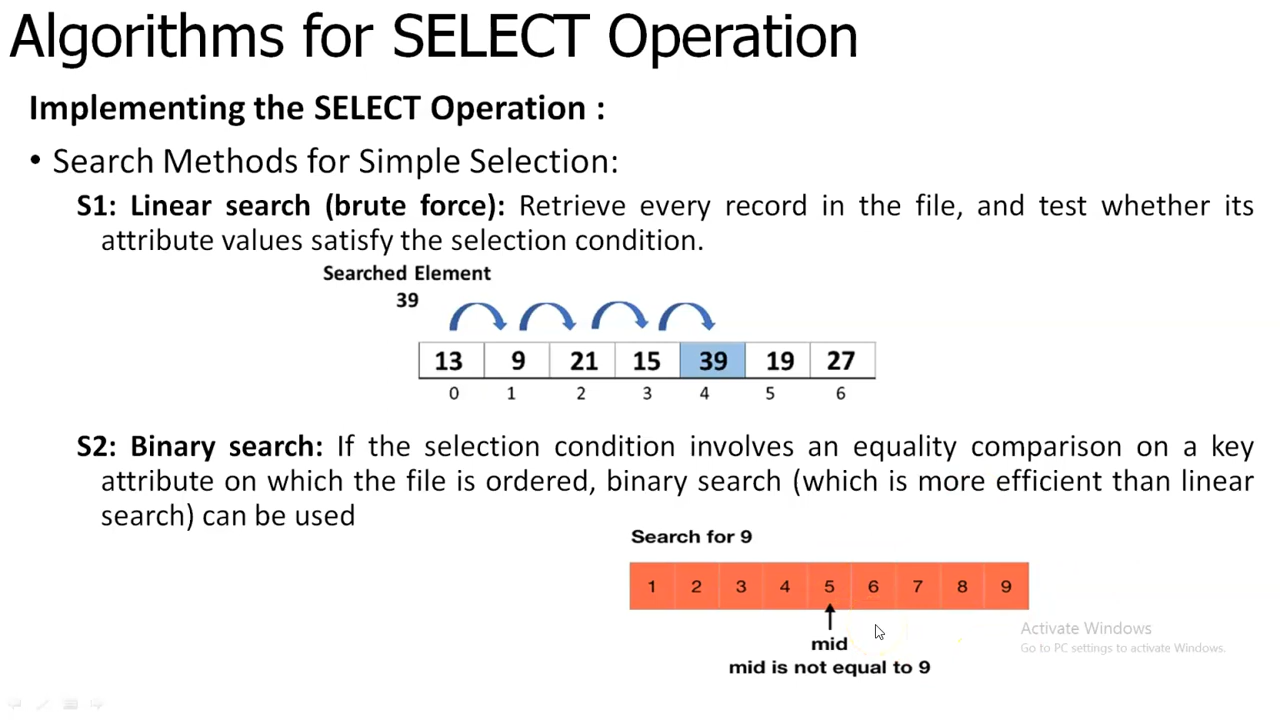 Algorithms for SELECT Operation
Implementing the SELECT Operation :
• Search Methods for Simple Selection:
S1: Linear search (brute force): Retrieve every record in the file, and test whether its
attribute values satisfy the selection condition.
Searched Element
39
13 9 21 15 39 19 27
0 1 2 3 4 5 6
S2: Binary search: If the selection condition involves an equality comparison on a key
attribute on which the file is ordered, binary search (which is more efficient than linear
search) can be used
Search for 9
1 2 3 4 5 6 7 8 9
mid
mid is not equal to 9
Activate Windows
Go to PC settings to activate Windows.